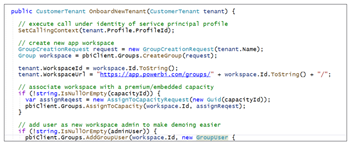 public CustomerTenant OnboardNewTenant(CustomerTenant tenant) {
// execute call under identity of serivce principal profile
SetCallingContext(tenant.Profile.ProfileId);
// create new app workspace
GroupCreationRequest request = new GroupCreationRequest(tenant.Name);
Group workspace = pbiClient.Groups.CreateGroup(request);
tenant.WorkspaceId = workspace.Id.ToString();
tenant.WorkspaceUrl = "https://app.powerbi.com/groups/" + workspace.Id.ToString() + "/";
// associate workspace with a premium/embedded capacity
if (!string.IsNullOrEmpty(capacityId)) {
var assignReqest = new AssignToCapacityRequest(new Guid(capacityId));
pbiClient.Groups.AssignToCapacity(workspace.Id, assignReqest);
}
// add user as new workspace admin to make demoing easier
if (!string.IsNullOrEmpty(adminUser)) {
pbiClient.Groups.AddGroupUser(workspace.Id, new GroupUser {